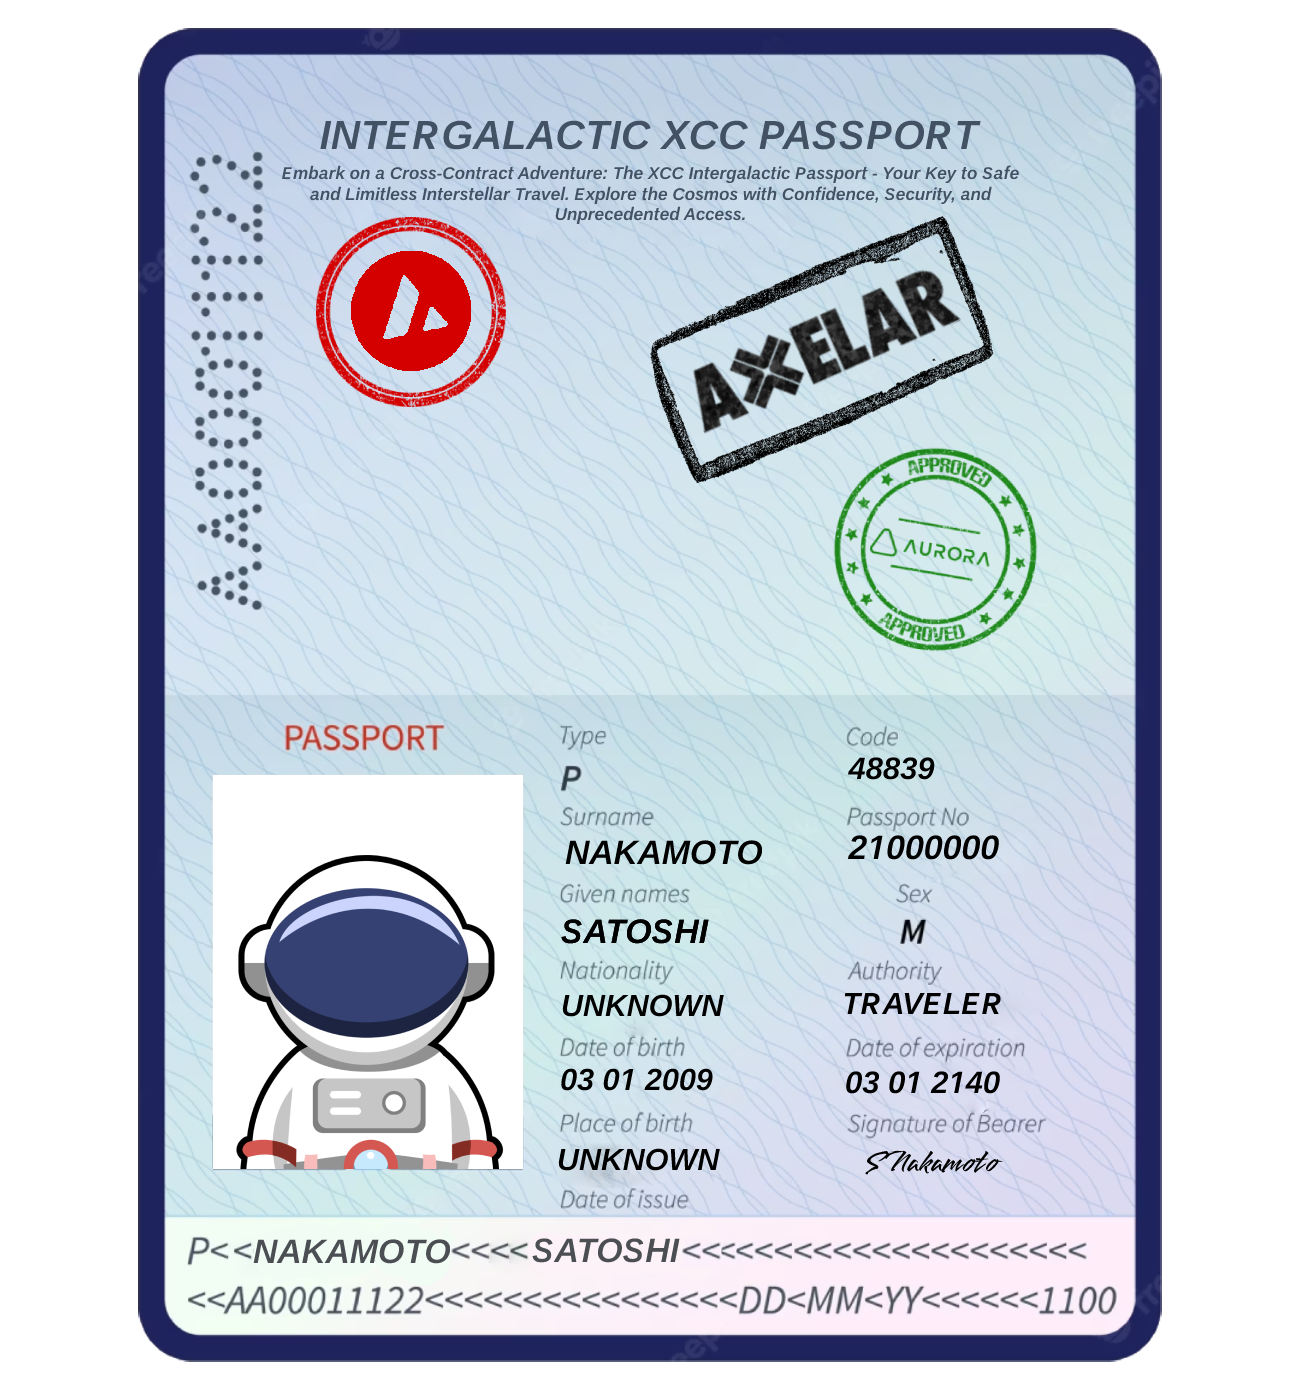 INTERGALACTIC XCC PASSPORT
Embark on a Cross-Contract Adventure: The XCC Intergalactic Passport - Your Key to Safe
and Limitless Interstellar Travel. Explore the Cosmos with Confidence, Security, and
Unprecedented Access.
AA00011122
AXELAR
APPROVED
AURORA
APPROVED
PASSPORT
Type
P
Code
48839
Surname
NAKAMOTO
Passport No
21000000
Given names
SATOSHI
Sex
M
Nationality
UNKNOWN
Authority
TRAVELER
Date of birth
03 01 2009
Date of expiration
03 01 2140
Place of birth
UNKNOWN
Signature of Bearer
SNakamoto
Date of issue
P<<NAKAMOTO<<<<SATOSHI<<<<<<<<<<<<<<<<<<<<<
<<AA00011122<<<<<<<<<<<<<<<<DD<MM<YY<<<<<<1100